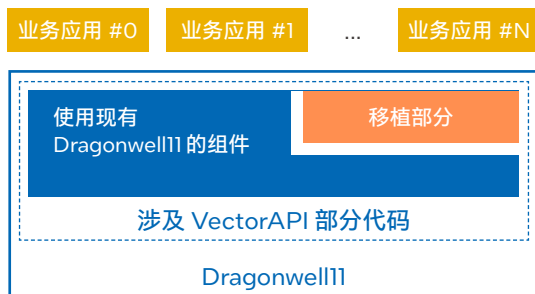 业务应用 #0 业务应用 #1 ... 业务应用 #N
使用现有 移植部分
Dragonwell11 的组件
涉及 VectorAPI 部分代码
Dragonwell11